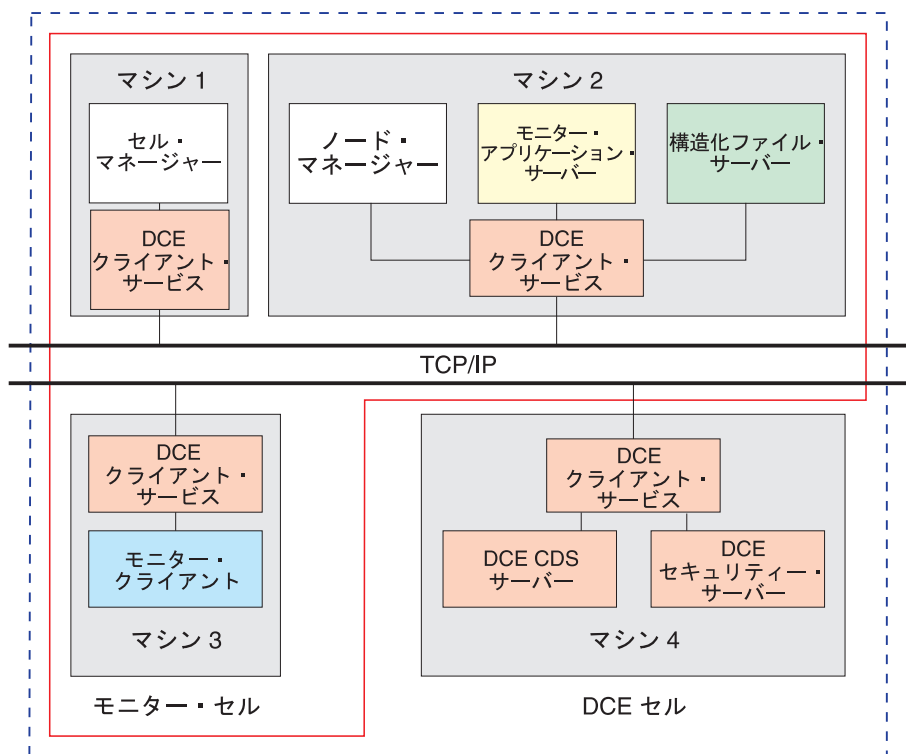 マシン 1
セル・
マネージャー
DCE
クライアント・
サービス
マシン 2
ノード・
マネージャー
モニター・
アプリケーション・
サーバー
構造化ファイル・
サーバー
DCE
クライアント・
サービス
TCP/IP
DCE
クライアント・
サービス
モニター・
クライアント
マシン 3
モニター・セル
DCE
クライアント・
サービス
DCE CDS
サーバー
DCE
セキュリティー・
サーバー
マシン 4
DCE セル